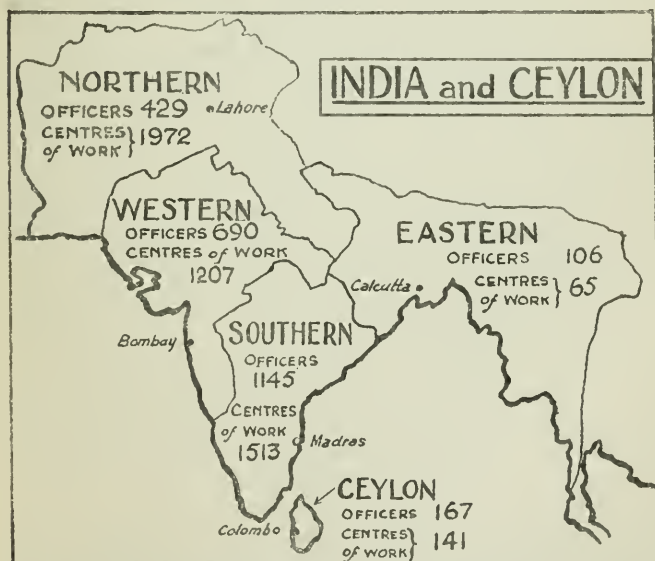 INDIA and CEYLON
NORTHERN
OFFICERS 429
Lahore
CENTRES
of WORK } 1972
WESTERN
OFFICERS 690
CENTRES of WORK
1207
EASTERN
OFFICERS 106
CENTRES
of WORK } 65
Calcutta
Bombay
SOUTHERN
OFFICERS
1145
CENTRES
of WORK
1513
Madras
CEYLON
OFFICERS 167
Colombo
CENTRES
of WORK } 141